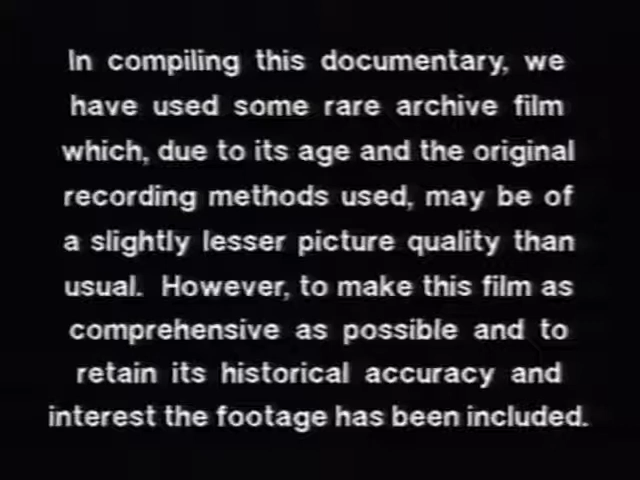 In compiling this documentary, we
have used some rare archive film
which, due to its age and the original
recording methods used, may be of
a slightly lesser picture quality than
usual. However, to make this film as
comprehensive as possible and to
retain its historical accuracy and
interest the footage has been included.